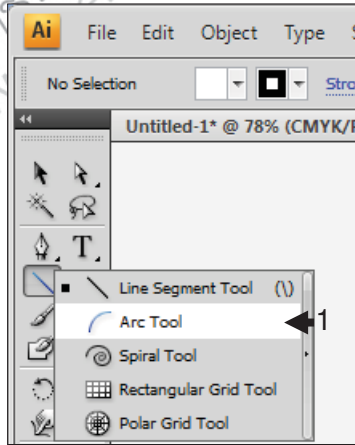 Ai File Edit Object Type
No Selection Stro
Untitled-1* @ 78% (CMYK/P
T
Line Segment Tool (\)
Arc Tool 1
Spiral Tool
Rectangular Grid Tool
Polar Grid Tool